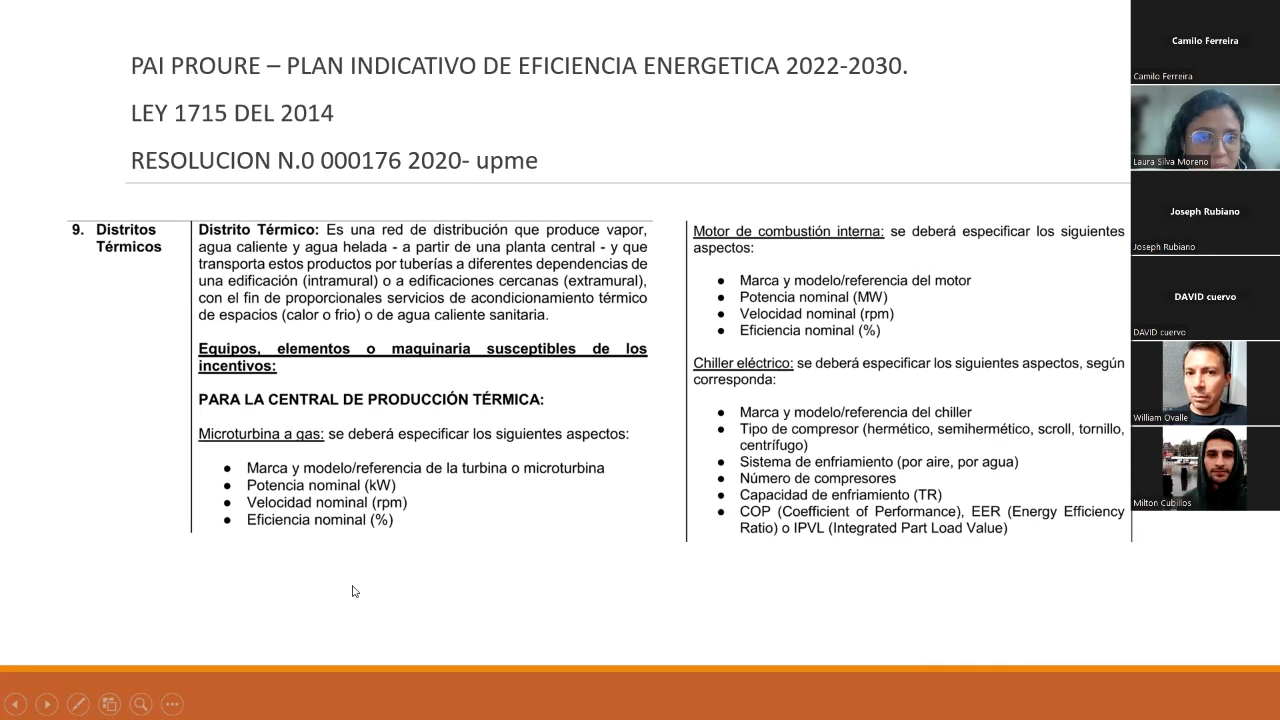 PAI PROURE – PLAN INDICATIVO DE EFICIENCIA ENERGETICA 2022-2030.
LEY 1715 DEL 2014
RESOLUCION N.0 000176 2020- upme
9. Distritos
Térmicos
Distrito Térmico: Es una red de distribución que produce vapor,
agua caliente y agua helada - a partir de una planta central - y que
transporta estos productos por tuberías a diferentes dependencias de
una edificación (intramural) o a edificaciones cercanas (extramural),
con el fin de proporcionales servicios de acondicionamiento térmico
de espacios (calor o frio) o de agua caliente sanitaria.
Equipos, elementos o maquinaria susceptibles de los
incentivos:
PARA LA CENTRAL DE PRODUCCIÓN TÉRMICA:
Microturbina a gas: se deberá especificar los siguientes aspectos:
● Marca y modelo/referencia de la turbina o microturbina
● Potencia nominal (kW)
● Velocidad nominal (rpm)
● Eficiencia nominal (%)
Motor de combustión interna: se deberá especificar los siguientes
aspectos:
● Marca y modelo/referencia del motor
● Potencia nominal (MW)
● Velocidad nominal (rpm)
● Eficiencia nominal (%)
Chiller eléctrico: se deberá especificar los siguientes aspectos, según
corresponda:
● Marca y modelo/referencia del chiller
● Tipo de compresor (hermético, semihermético, scroll, tornillo,
centrífugo)
● Sistema de enfriamiento (por aire, por agua)
● Número de compresores
● Capacidad de enfriamiento (TR)
● COP (Coefficient of Performance), EER (Energy Efficiency
Ratio) o IPVL (Integrated Part Load Value)
Camilo Ferreira
Camilo Ferreira
Laura Silva Moreno
Joseph Rubiano
Joseph Rubiano
DAVID cuervo
DAVID cuervo
William Ovalle
Milton Cubillos